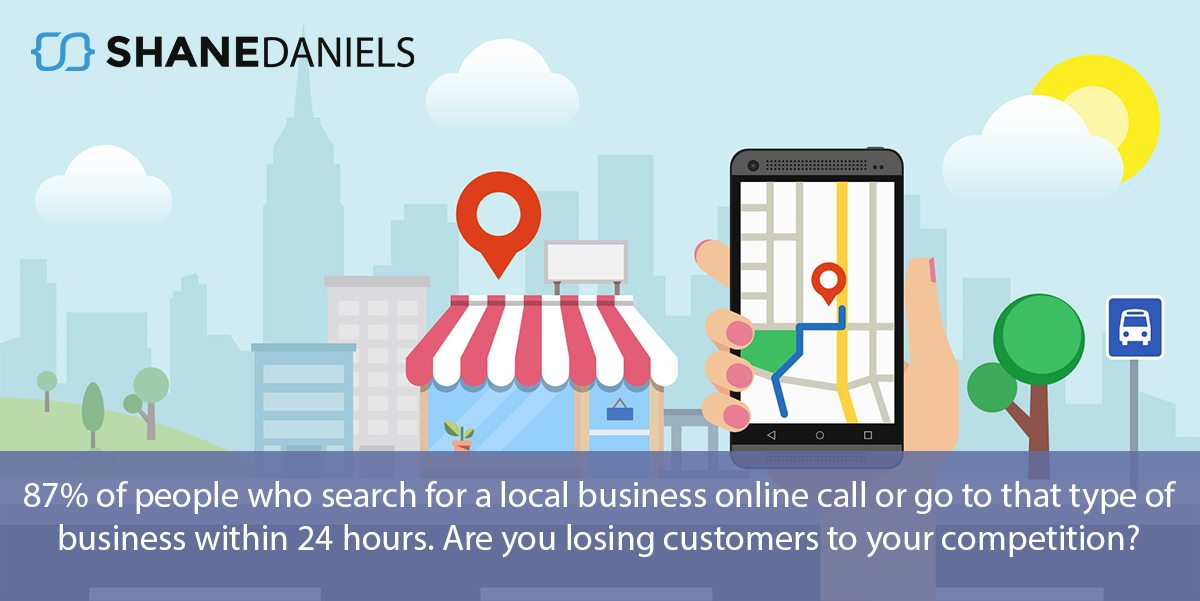 SHANEDANIELS
87% of people who search for a local business online call or go to that type of
business within 24 hours. Are you losing customers to your competition?